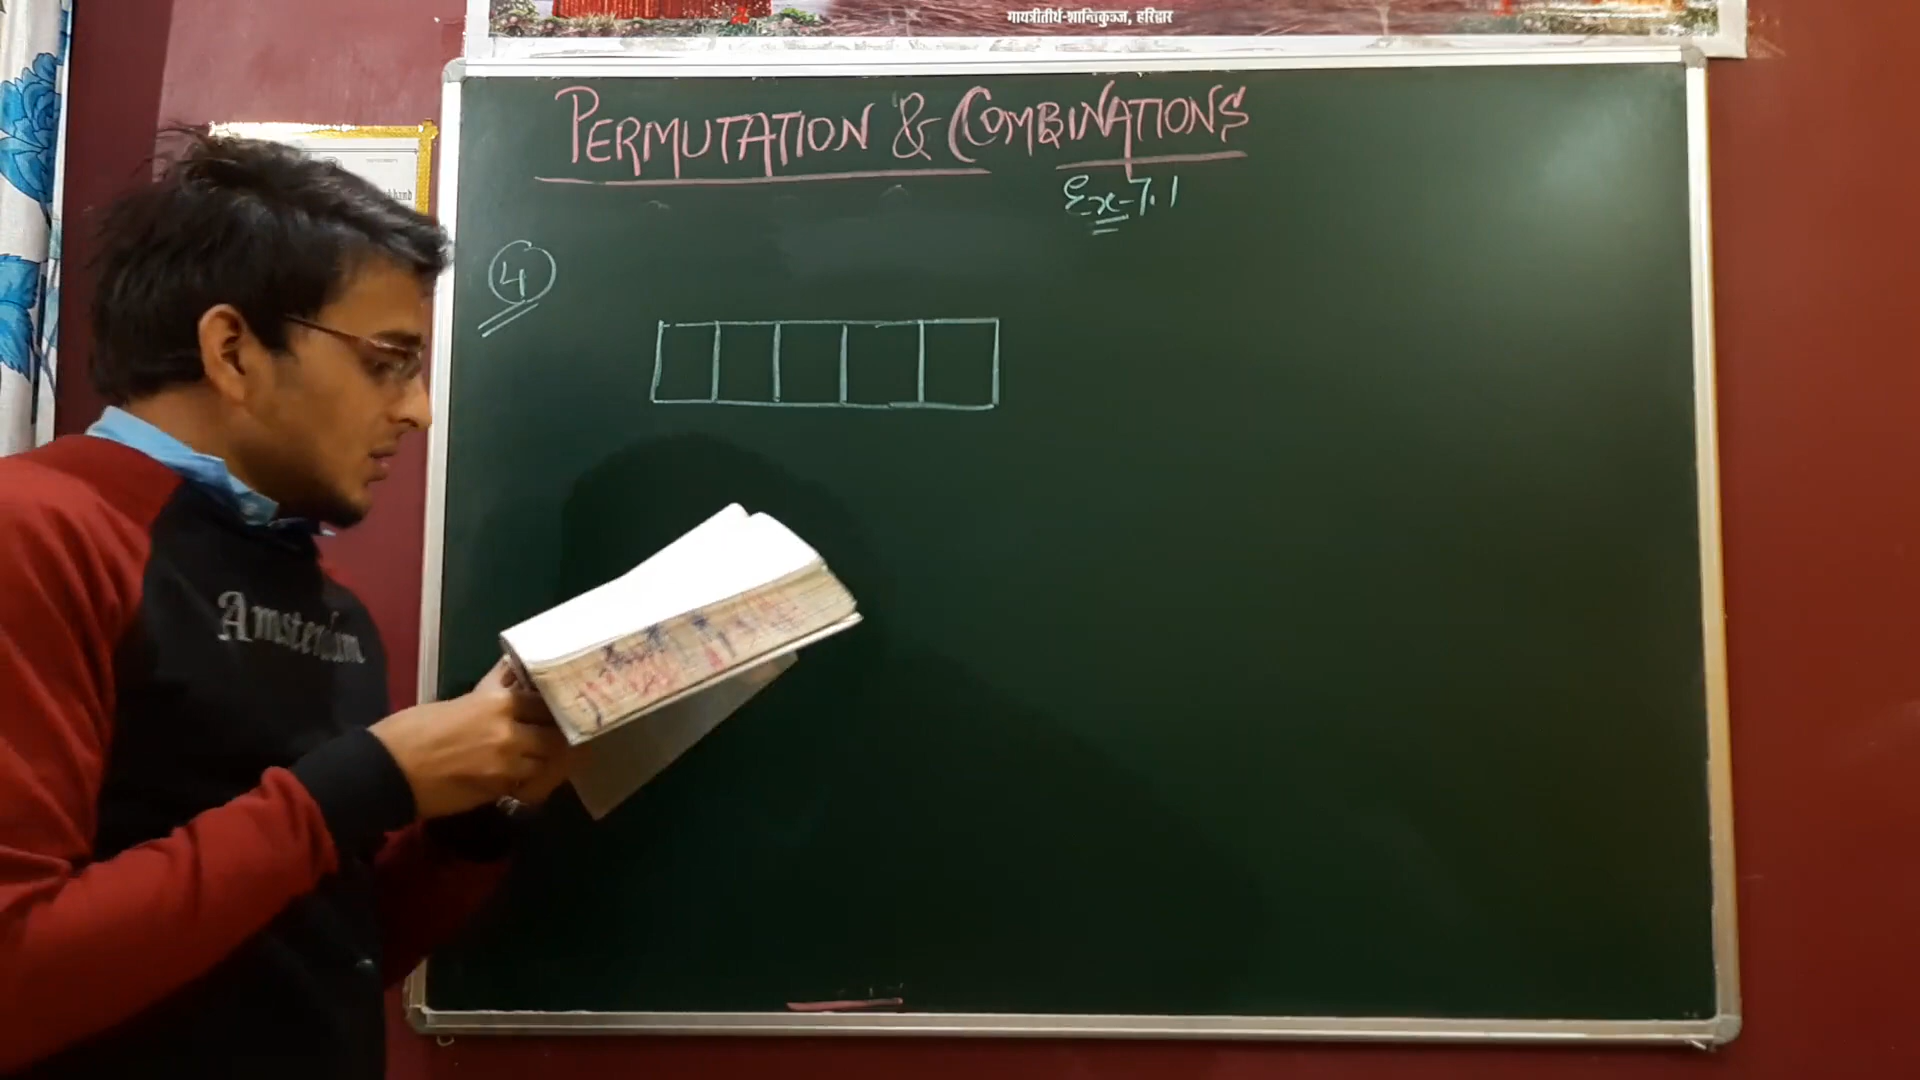 गायत्रीतीर्थ-शान्तिकुञ्ज, हरिद्वार
PERMUTATION & COMBINATIONS
Ex-7.1
4
Amsterdam